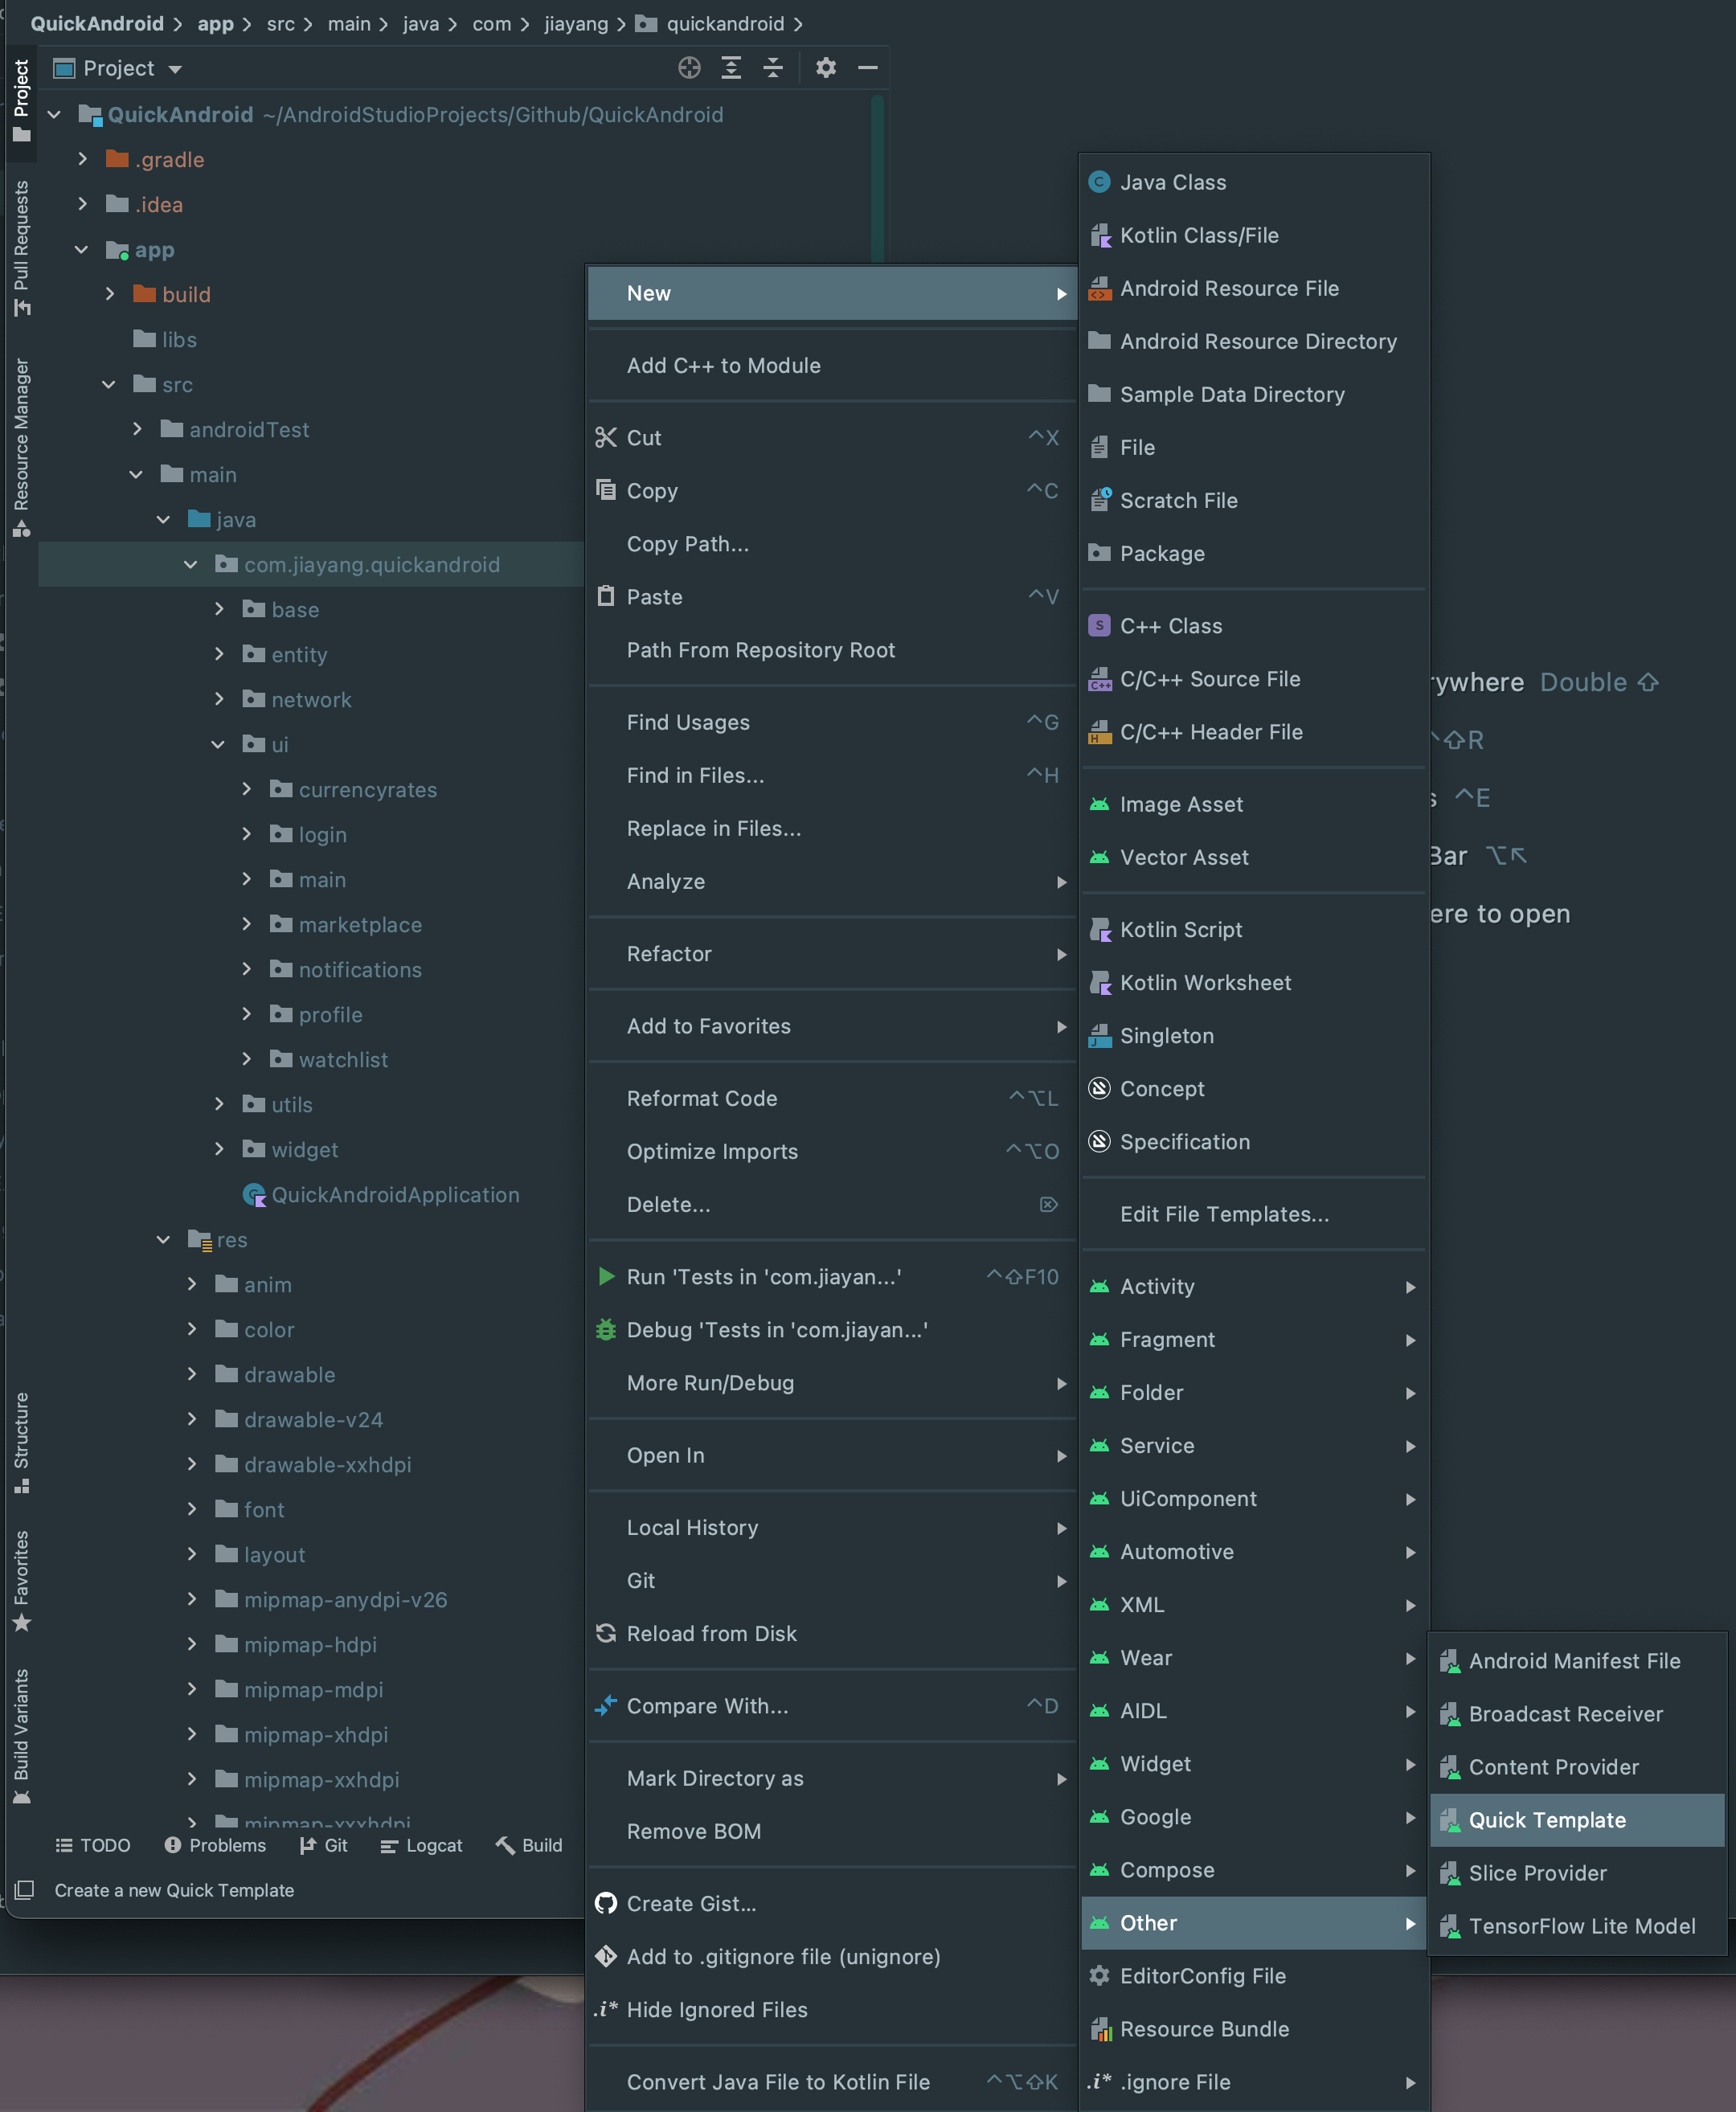 QuickAndroid > app > src > main > java > com > jiayang > quickandroid >
Project
Project
Pull Requests
Resource Manager
Structure
Favorites
Build Variants
QuickAndroid ~/AndroidStudioProjects/Github/QuickAndroid
.gradle
.idea
app
build
libs
src
androidTest
main
java
com.jiayang.quickandroid
base
entity
network
ui
currencyrates
login
main
marketplace
notifications
profile
watchlist
utils
widget
QuickAndroidApplication
res
anim
color
drawable
drawable-v24
drawable-xxhdpi
font
layout
mipmap-anydpi-v26
mipmap-hdpi
mipmap-mdpi
mipmap-xhdpi
mipmap-xxhdpi
mipmap-xxxhdpi
TODO Problems Git Logcat Build
Create a new Quick Template
New
Add C++ to Module
Cut ^X
Copy ^C
Copy Path...
Paste ^V
Path From Repository Root
Find Usages ^G
Find in Files... ^H
Replace in Files...
Analyze
Refactor
Add to Favorites
Reformat Code ^⌥L
Optimize Imports ^⌥O
Delete... ⌦
Run 'Tests in 'com.jiayan...' ^⇧F10
Debug 'Tests in 'com.jiayan...'
More Run/Debug
Open In
Local History
Git
Reload from Disk
Compare With... ^D
Mark Directory as
Remove BOM
Create Gist...
Add to .gitignore file (unignore)
.i* Hide Ignored Files
Convert Java File to Kotlin File ^⌥⇧K
Java Class
Kotlin Class/File
Android Resource File
Android Resource Directory
Sample Data Directory
File
Scratch File
Package
C++ Class
C/C++ Source File
C/C++ Header File
Image Asset
Vector Asset
Kotlin Script
Kotlin Worksheet
Singleton
Concept
Specification
Edit File Templates...
Activity
Fragment
Folder
Service
UiComponent
Automotive
XML
Wear
AIDL
Widget
Google
Compose
Other
EditorConfig File
Resource Bundle
.i* .ignore File
rywhere Double ⇧
^⇧R
s ^E
Bar ⌥↖
ere to open
Android Manifest File
Broadcast Receiver
Content Provider
Quick Template
Slice Provider
TensorFlow Lite Model